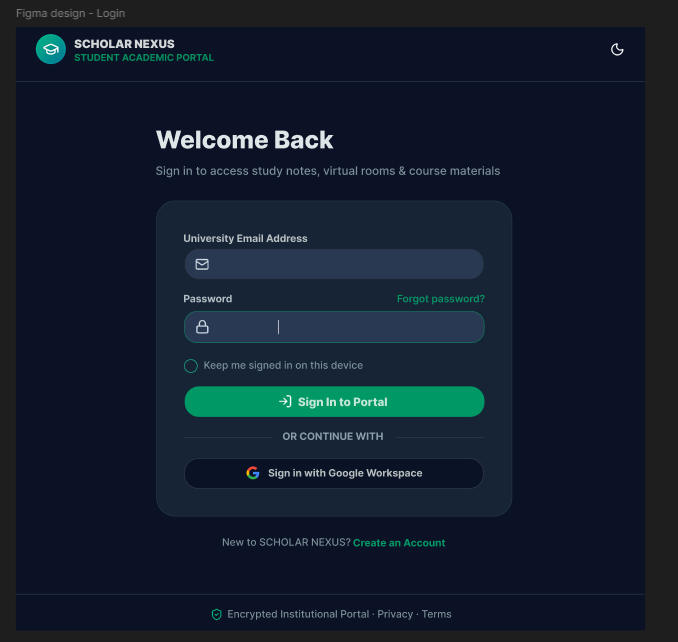 Figma design - Login
SCHOLAR NEXUS
STUDENT ACADEMIC PORTAL
Welcome Back
Sign in to access study notes, virtual rooms & course materials
University Email Address
Password
Forgot password?
Keep me signed in on this device
Sign In to Portal
OR CONTINUE WITH
Sign in with Google Workspace
New to SCHOLAR NEXUS? Create an Account
Encrypted Institutional Portal · Privacy · Terms